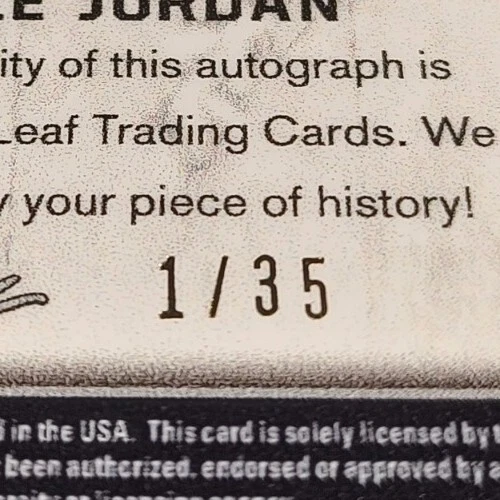 LE JORDAN
ity of this autograph is
Leaf Trading Cards. We
y your piece of history!
1/35
in the USA. This card is solely licensed by
been authorized, endorsed or approved by a